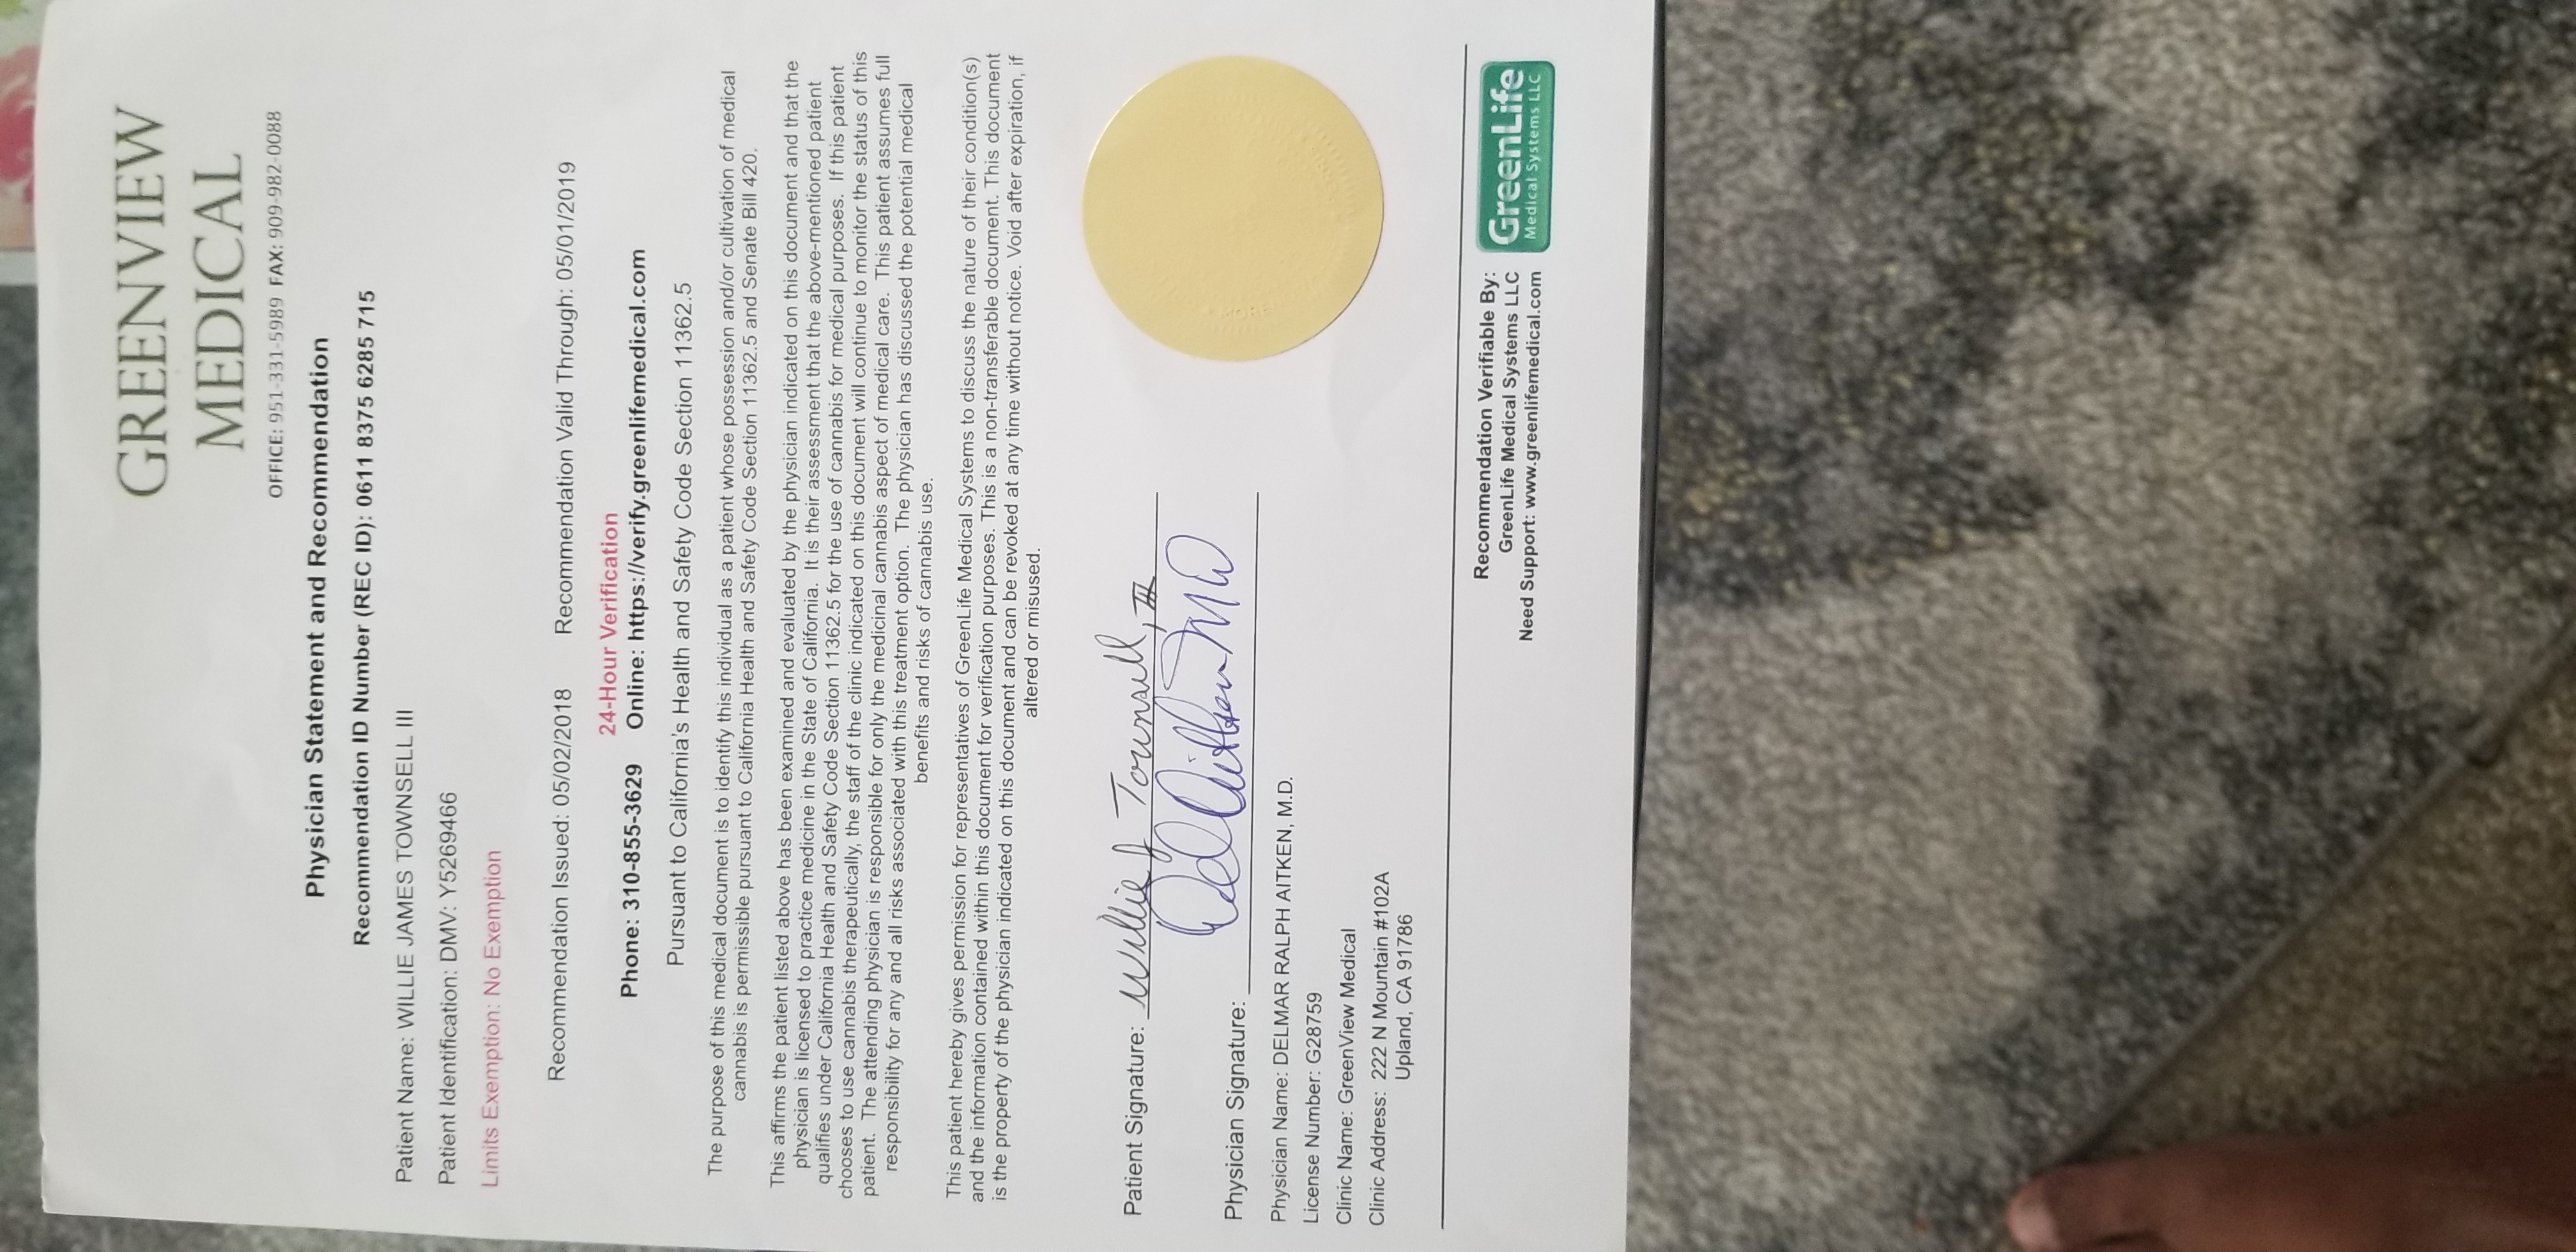 GREENVIEW
MEDICAL
OFFICE: 951-331-5989 FAX: 909-982-0088
Physician Statement and Recommendation
Recommendation ID Number (REC ID): 0611 8375 6285 715
Patient Name: WILLIE JAMES TOWNSELL III
Patient Identification: DMV: Y5269466
Limits Exemption: No Exemption
Recommendation Issued: 05/02/2018 Recommendation Valid Through: 05/01/2019
24-Hour Verification
Phone: 310-855-3629 Online: https://verify.greenlifemedical.com
Pursuant to California's Health and Safety Code Section 11362.5
The purpose of this medical document is to identify this individual as a patient whose possession and/or cultivation of medical
cannabis is permissible pursuant to California Health and Safety Code Section 11362.5 and Senate Bill 420.
This affirms the patient listed above has been examined and evaluated by the physician indicated on this document and that the
physician is licensed to practice medicine in the State of California. It is their assessment that the above-mentioned patient
qualifies under California Health and Safety Code Section 11362.5 for the use of cannabis for medical purposes. If this patient
chooses to use cannabis therapeutically, the staff of the clinic indicated on this document will continue to monitor the status of this
patient. The attending physician is responsible for only the medicinal cannabis aspect of medical care. This patient assumes full
responsibility for any and all risks associated with this treatment option. The physician has discussed the potential medical
benefits and risks of cannabis use.
This patient hereby gives permission for representatives of GreenLife Medical Systems to discuss the nature of their condition(s)
and the information contained within this document for verification purposes. This is a non-transferable document. This document
is the property of the physician indicated on this document and can be revoked at any time without notice. Void after expiration, if
altered or misused.
Patient Signature: Willie J Townsell, III
Physician Signature: Del Aitken MD
Physician Name: DELMAR RALPH AITKEN, M.D.
License Number: G28759
Clinic Name: GreenView Medical
Clinic Address: 222 N Mountain #102A
Upland, CA 91786
Recommendation Verifiable By:
GreenLife Medical Systems LLC
Need Support: www.greenlifemedical.com
GreenLife
Medical Systems LLC